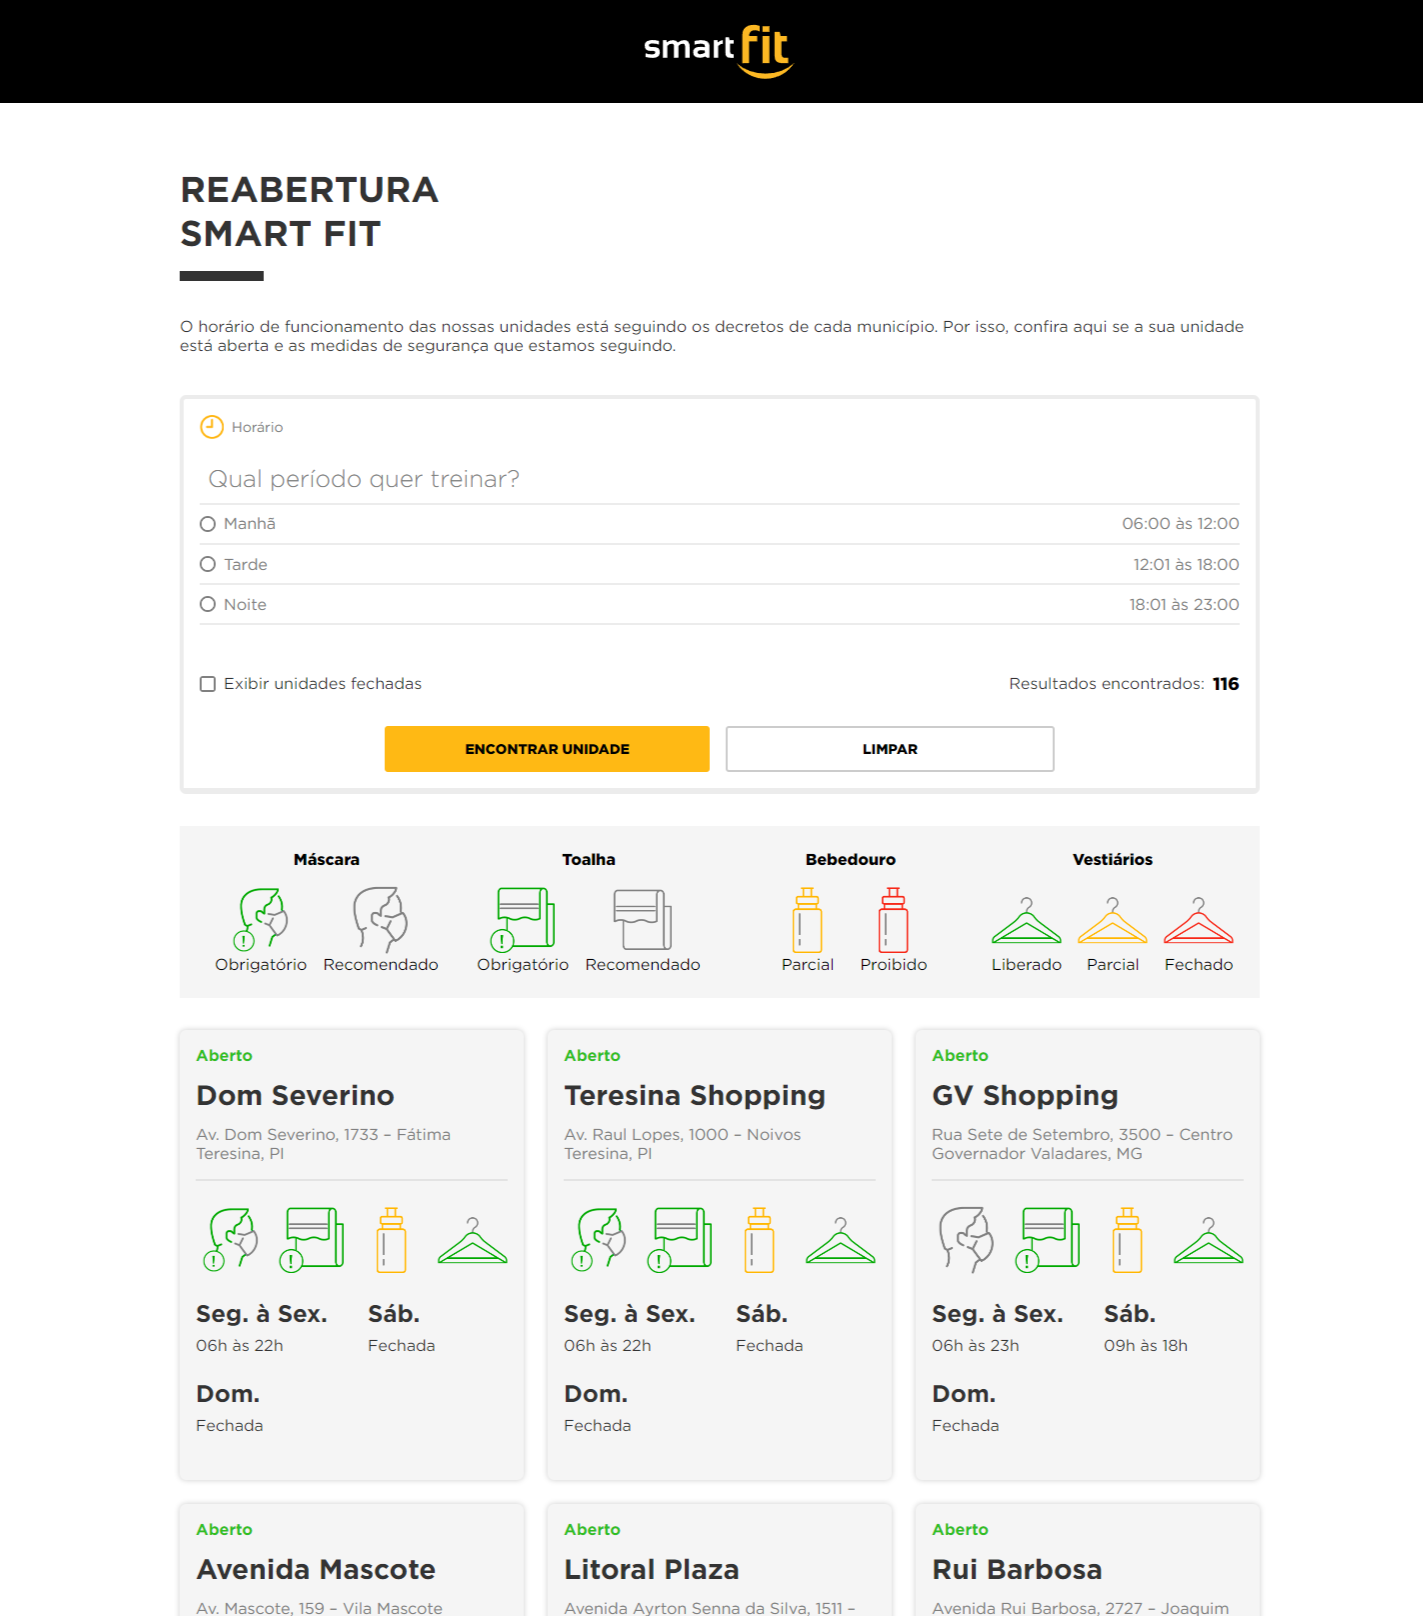 smart fit
REABERTURA
SMART FIT
O horário de funcionamento das nossas unidades está seguindo os decretos de cada município. Por isso, confira aqui se a sua unidade
está aberta e as medidas de segurança que estamos seguindo.
Horário
Qual período quer treinar?
Manhã 06:00 às 12:00
Tarde 12:01 às 18:00
Noite 18:01 às 23:00
Exibir unidades fechadas Resultados encontrados: 116
ENCONTRAR UNIDADE LIMPAR
Máscara Toalha Bebedouro Vestiários
Obrigatório Recomendado Obrigatório Recomendado Parcial Proibido Liberado Parcial Fechado
Aberto
Dom Severino
Av. Dom Severino, 1733 – Fátima
Teresina, PI
Seg. à Sex. Sáb.
06h às 22h Fechada
Dom.
Fechada
Aberto
Teresina Shopping
Av. Raul Lopes, 1000 – Noivos
Teresina, PI
Seg. à Sex. Sáb.
06h às 22h Fechada
Dom.
Fechada
Aberto
GV Shopping
Rua Sete de Setembro, 3500 – Centro
Governador Valadares, MG
Seg. à Sex. Sáb.
06h às 23h 09h às 18h
Dom.
Fechada
Aberto
Avenida Mascote
Av. Mascote, 159 – Vila Mascote
Aberto
Litoral Plaza
Avenida Ayrton Senna da Silva, 1511 –
Aberto
Rui Barbosa
Avenida Rui Barbosa, 2727 – Joaquim